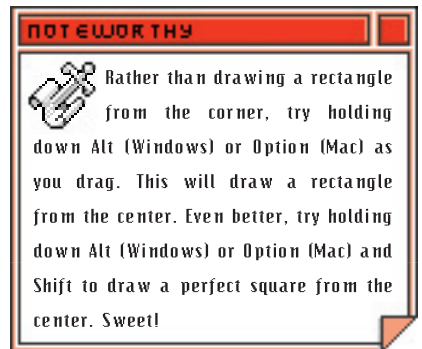 NOTEWORTHY
Rather than drawing a rectangle
from the corner, try holding
down Alt (Windows) or Option (Mac) as
you drag. This will draw a rectangle
from the center. Even better, try holding
down Alt (Windows) or Option (Mac) and
Shift to draw a perfect square from the
center. Sweet!